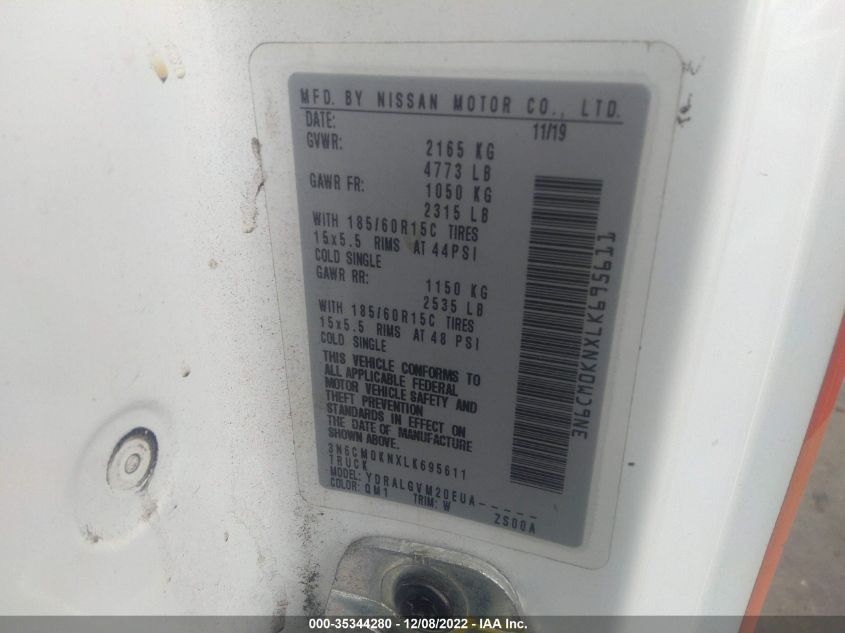 MFD. BY NISSAN MOTOR CO., LTD.
DATE: 11/19
GVWR: 2165 KG
4773 LB
GAWR FR: 1050 KG
2315 LB
WITH 185/60R15C TIRES
15x5.5 RIMS AT 44PSI
COLD SINGLE
GAWR RR: 1150 KG
2535 LB
WITH 185/60R15C TIRES
15x5.5 RIMS AT 48 PSI
COLD SINGLE
THIS VEHICLE CONFORMS TO
ALL APPLICABLE FEDERAL
MOTOR VEHICLE SAFETY AND
THEFT PREVENTION
STANDARDS IN EFFECT ON
THE DATE OF MANUFACTURE
SHOWN ABOVE.
3N6CM0KNXLK695611
TRUCK
MODEL: YDRALGVM20EUA-----
COLOR: QM1 TRIM: W 2S00A
3N6CM0KNXLK695611
000-35344280 - 12/08/2022 - IAA Inc.